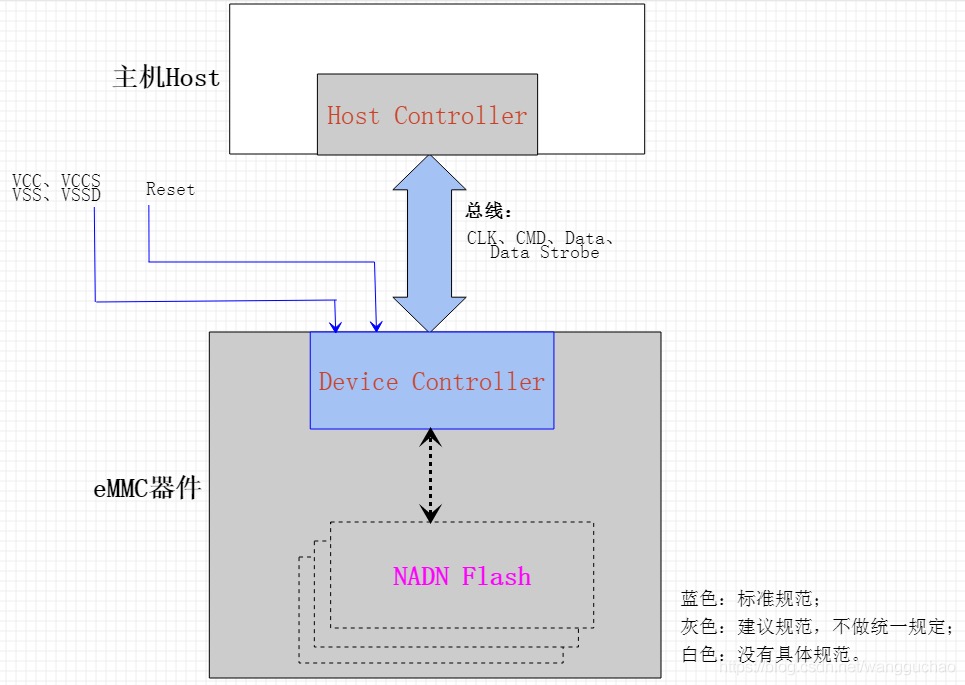 主机Host
Host Controller
VCC、VCCS
VSS、VSSD
Reset
总线：
CLK、CMD、Data、
Data Strobe
Device Controller
eMMC器件
NADN Flash
蓝色：标准规范；
灰色：建议规范，不做统一规定；
白色：没有具体规范。
https://blog.csdn.net/wangguchao